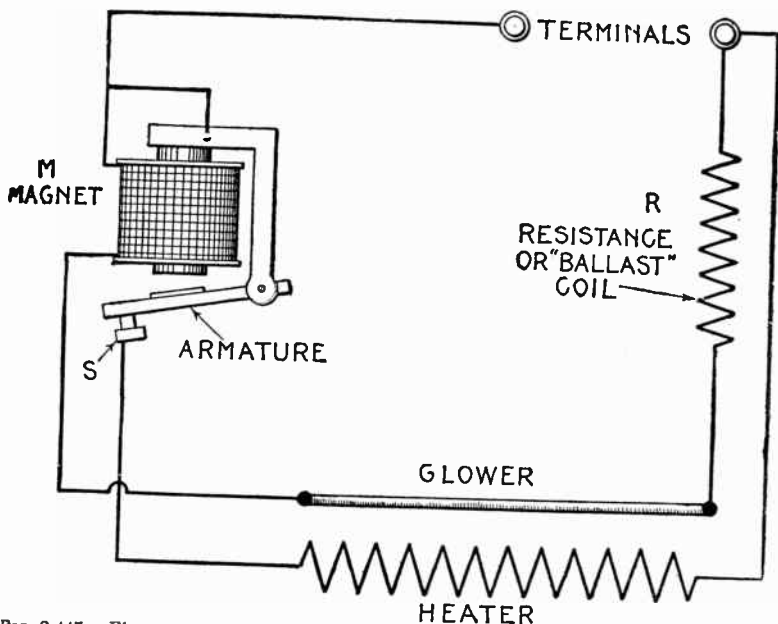 TERMINALS
M
MAGNET
R
RESISTANCE
OR "BALLAST"
COIL
ARMATURE
S
GLOWER
HEATER